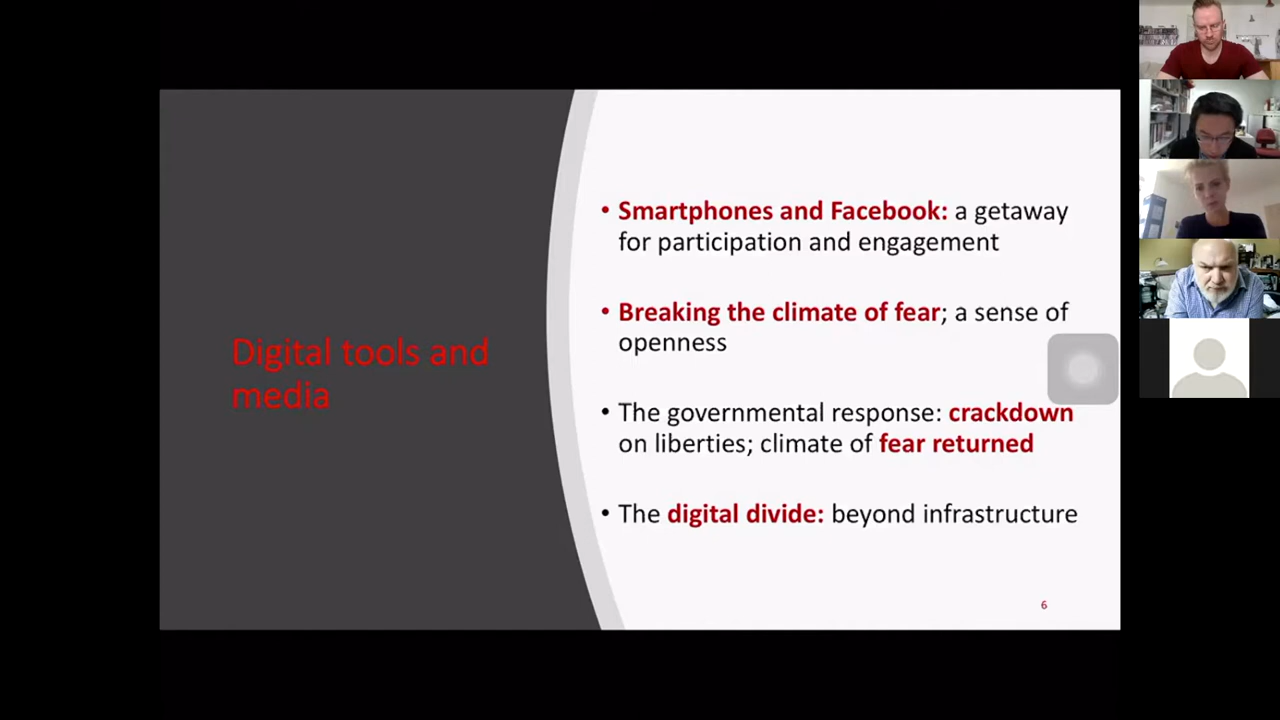 Digital tools and
media
• Smartphones and Facebook: a getaway
for participation and engagement
• Breaking the climate of fear; a sense of
openness
• The governmental response: crackdown
on liberties; climate of fear returned
• The digital divide: beyond infrastructure
6